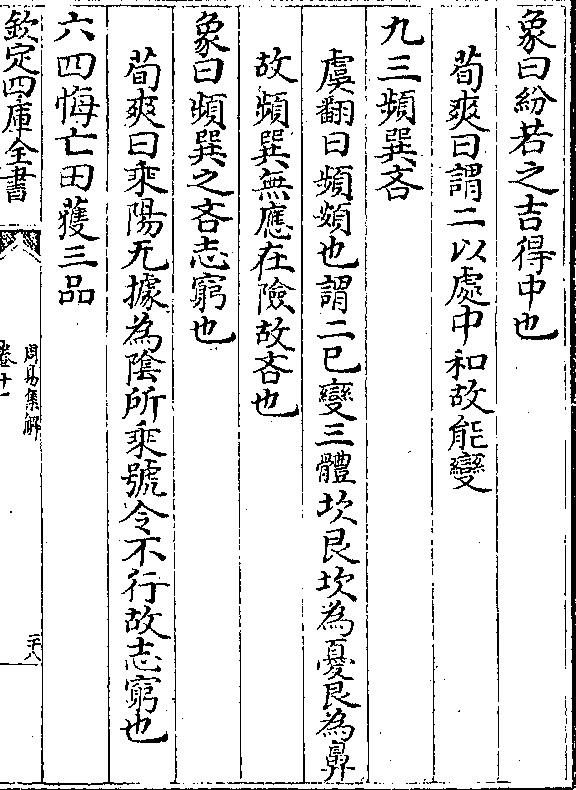 象曰紛若之吉得中也
荀爽曰謂二以處中和故能變
九三頻巽吝
虞翻曰頻頞也謂二已變三體坎艮坎為憂艮為鼻
故頻巽無應在險故吝也
象曰頻巽之吝志窮也
荀爽曰乘陽无據為陰所乘號令不行故志窮也
六四悔亡田獲三品
欽定四庫全書
周易集解
卷十一
二十八